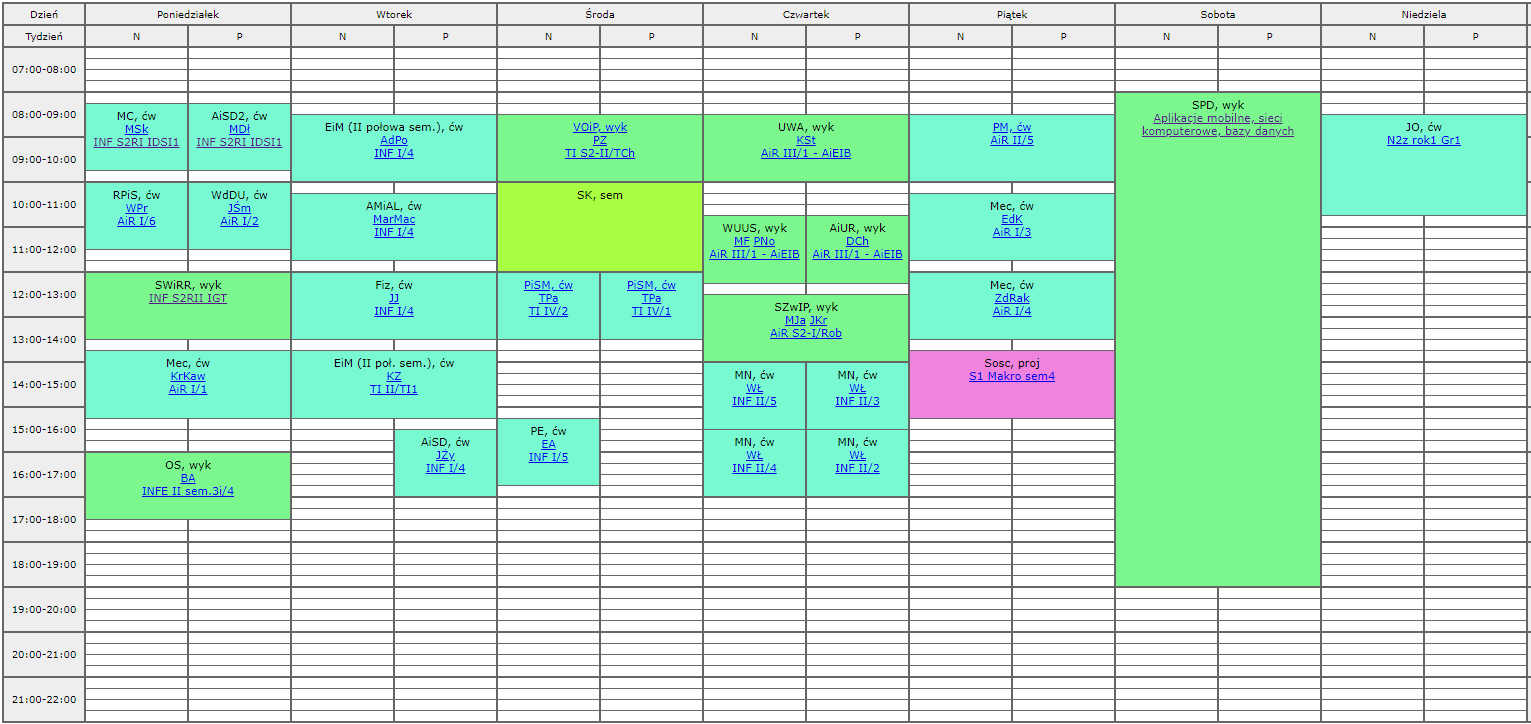 Dzień Poniedziałek Wtorek Środa Czwartek Piątek Sobota Niedziela
Tydzień N P N P N P N P N P N P N P
07:00-08:00
08:00-09:00
09:00-10:00
10:00-11:00
11:00-12:00
12:00-13:00
13:00-14:00
14:00-15:00
15:00-16:00
16:00-17:00
17:00-18:00
18:00-19:00
19:00-20:00
20:00-21:00
21:00-22:00
MC, ćw
MSk
INF S2RI IDSI1
AiSD2, ćw
MDł
INF S2RI IDSI1
RPiS, ćw
WPr
AiR I/6
WdDU, ćw
JŚm
AiR I/2
SWiRR, wyk
INF S2RII IGT
Mec, ćw
KrKaw
AiR I/1
OS, wyk
BA
INFE II sem.3i/4
EiM (II połowa sem.), ćw
AdPo
INF I/4
AMiAL, ćw
MarMac
INF I/4
Fiz, ćw
JJ
INF I/4
EiM (II poł. sem.), ćw
KZ
TI II/TI1
AiSD, ćw
JŻy
INF I/4
VOiP, wyk
PZ
TI S2-II/TCh
SK, sem
PiSM, ćw
TPa
TI IV/2
PiSM, ćw
TPa
TI IV/1
PE, ćw
EA
INF I/5
UWA, wyk
KSt
AiR III/1 - AiEIB
WUUS, wyk
MF PNo
AiR III/1 - AiEIB
AiUR, wyk
DCh
AiR III/1 - AiEIB
SZwIP, wyk
MJa JKr
AiR S2-I/Rob
MN, ćw
WŁ
INF II/5
MN, ćw
WŁ
INF II/3
MN, ćw
WŁ
INF II/4
MN, ćw
WŁ
INF II/2
PM, ćw
AiR II/5
Mec, ćw
EdK
AiR I/3
Mec, ćw
ZdRak
AiR I/4
Sosc, proj
S1 Makro sem4
SPD, wyk
Aplikacje mobilne, sieci
komputerowe, bazy danych
JO, ćw
N2z rok1 Gr1